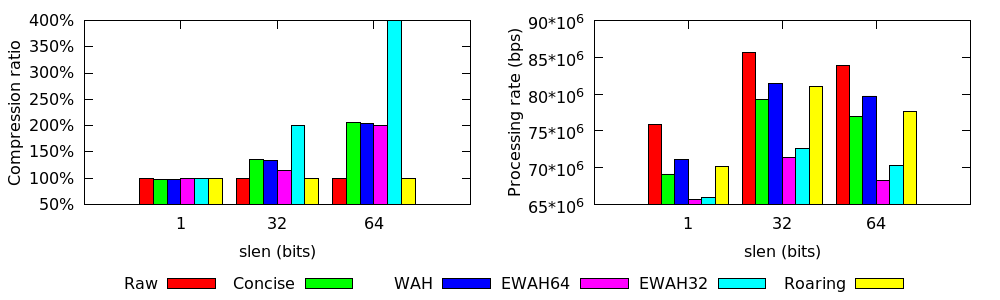 Compression ratio
400%
350%
300%
250%
200%
150%
100%
50%
1 32 64
slen (bits)
Processing rate (bps)
90*10^6
85*10^6
80*10^6
75*10^6
70*10^6
65*10^6
1 32 64
slen (bits)
Raw Concise WAH EWAH64 EWAH32 Roaring